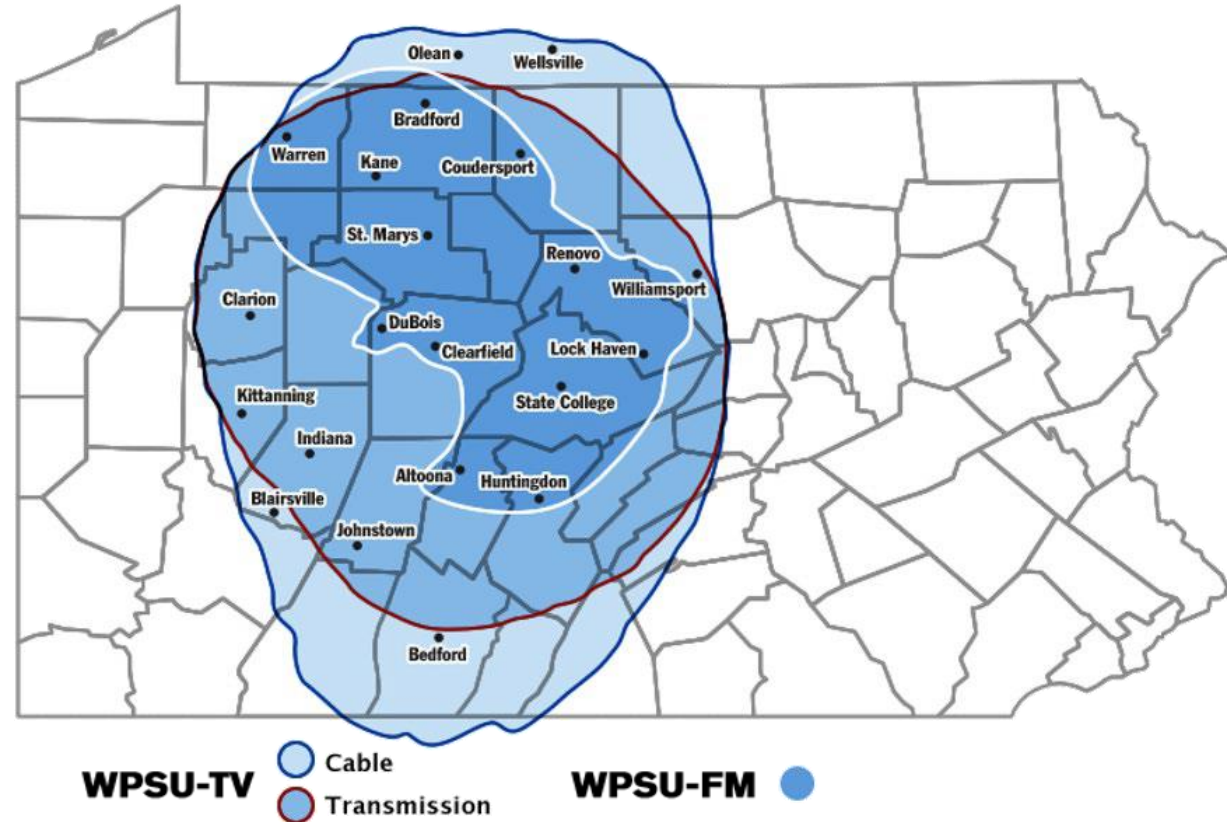 Olean
Wellsville
Bradford
Warren
Kane
Coudersport
St. Marys
Renovo
Williamsport
Clarion
DuBois
Clearfield
Lock Haven
Kittanning
State College
Indiana
Altoona
Huntingdon
Blairsville
Johnstown
Bedford
WPSU-TV
Cable
Transmission
WPSU-FM